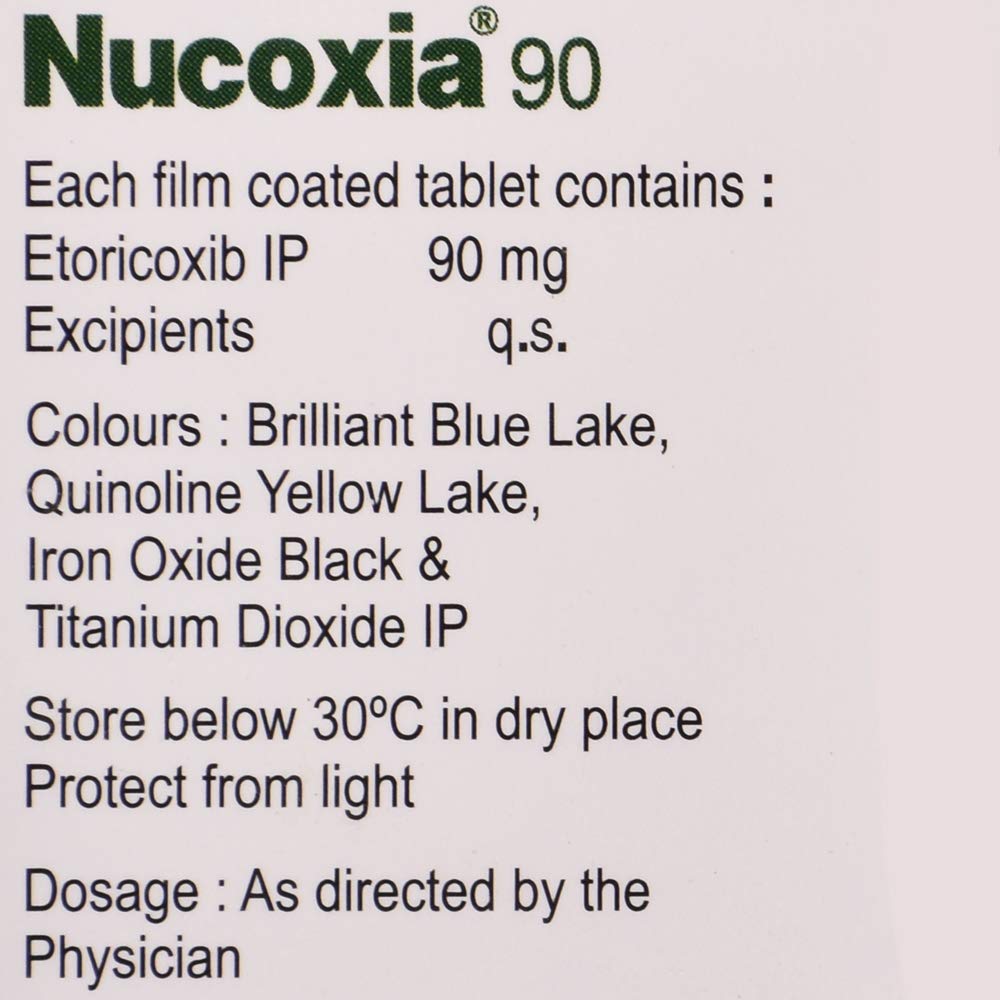 Nucoxia® 90
Each film coated tablet contains :
Etoricoxib IP 90 mg
Excipients q.s.
Colours : Brilliant Blue Lake,
Quinoline Yellow Lake,
Iron Oxide Black &
Titanium Dioxide IP
Store below 30ºC in dry place
Protect from light
Dosage : As directed by the
Physician